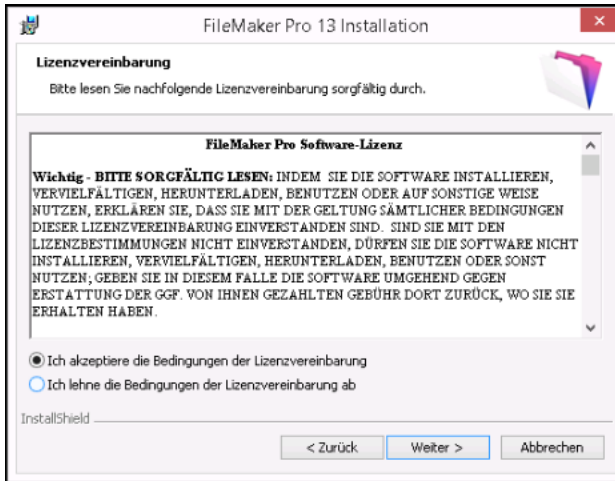 FileMaker Pro 13 Installation
Lizenzvereinbarung
Bitte lesen Sie nachfolgende Lizenzvereinbarung sorgfältig durch.
FileMaker Pro Software-Lizenz
Wichtig - BITTE SORGFÄLTIG LESEN: INDEM SIE DIE SOFTWARE INSTALLIEREN,
VERVIELFÄLTIGEN, HERUNTERLADEN, BENUTZEN ODER AUF SONSTIGE WEISE
NUTZEN, ERKLÄREN SIE, DASS SIE MIT DER GELTUNG SÄMTLICHER BEDINGUNGEN
DIESER LIZENZVEREINBARUNG EINVERSTANDEN SIND. SIND SIE MIT DEN
LIZENZBESTIMMUNGEN NICHT EINVERSTANDEN, DÜRFEN SIE DIE SOFTWARE NICHT
INSTALLIEREN, VERVIELFÄLTIGEN, HERUNTERLADEN, BENUTZEN ODER SONST
NUTZEN; GEBEN SIE IN DIESEM FALLE DIE SOFTWARE UMGEHEND GEGEN
ERSTATTUNG DER GGF. VON IHNEN GEZAHLTEN GEBÜHR DORT ZURÜCK, WO SIE SIE
ERHALTEN HABEN.
Ich akzeptiere die Bedingungen der Lizenzvereinbarung
Ich lehne die Bedingungen der Lizenzvereinbarung ab
InstallShield
< Zurück Weiter > Abbrechen